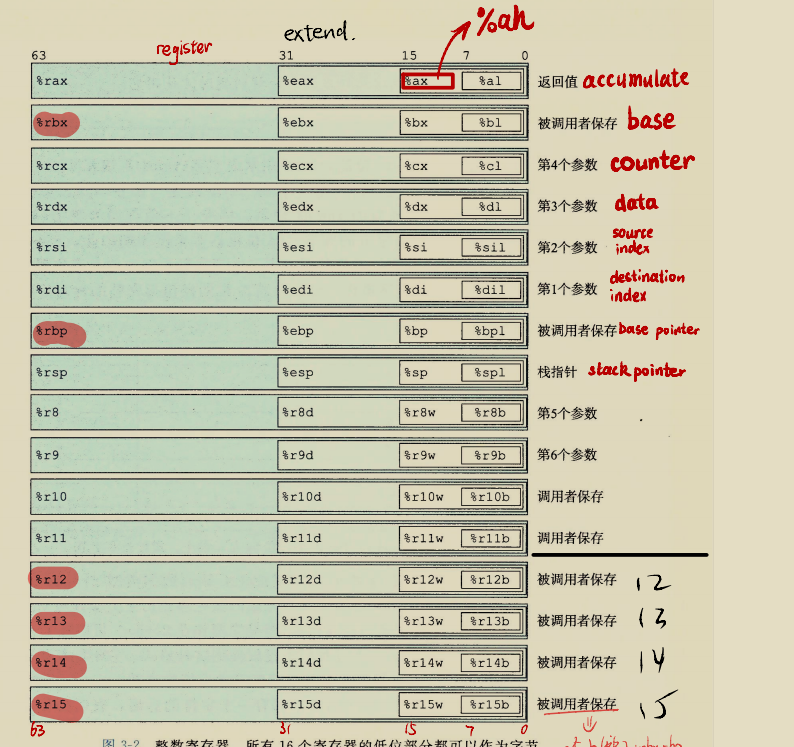 %ah
extend.
register
63 31 15 7 0
%rax %eax %ax %al 返回值 accumulate
%rbx %ebx %bx %bl 被调用者保存 base
%rcx %ecx %cx %cl 第4个参数 counter
%rdx %edx %dx %dl 第3个参数 data
%rsi %esi %si %sil 第2个参数 source
index
%rdi %edi %di %dil 第1个参数 destination
index
%rbp %ebp %bp %bpl 被调用者保存 base pointer
%rsp %esp %sp %spl 栈指针 stack pointer
%r8 %r8d %r8w %r8b 第5个参数
%r9 %r9d %r9w %r9b 第6个参数
%r10 %r10d %r10w %r10b 调用者保存
%r11 %r11d %r11w %r11b 调用者保存
%r12 %r12d %r12w %r12b 被调用者保存 12
%r13 %r13d %r13w %r13b 被调用者保存 13
%r14 %r14d %r14w %r14b 被调用者保存 14
%r15 %r15d %r15w %r15b 被调用者保存 15
63 31 15 7 0
图 3-2 整数寄存器。所有 16 个寄存器的低位部分都可以作为字节